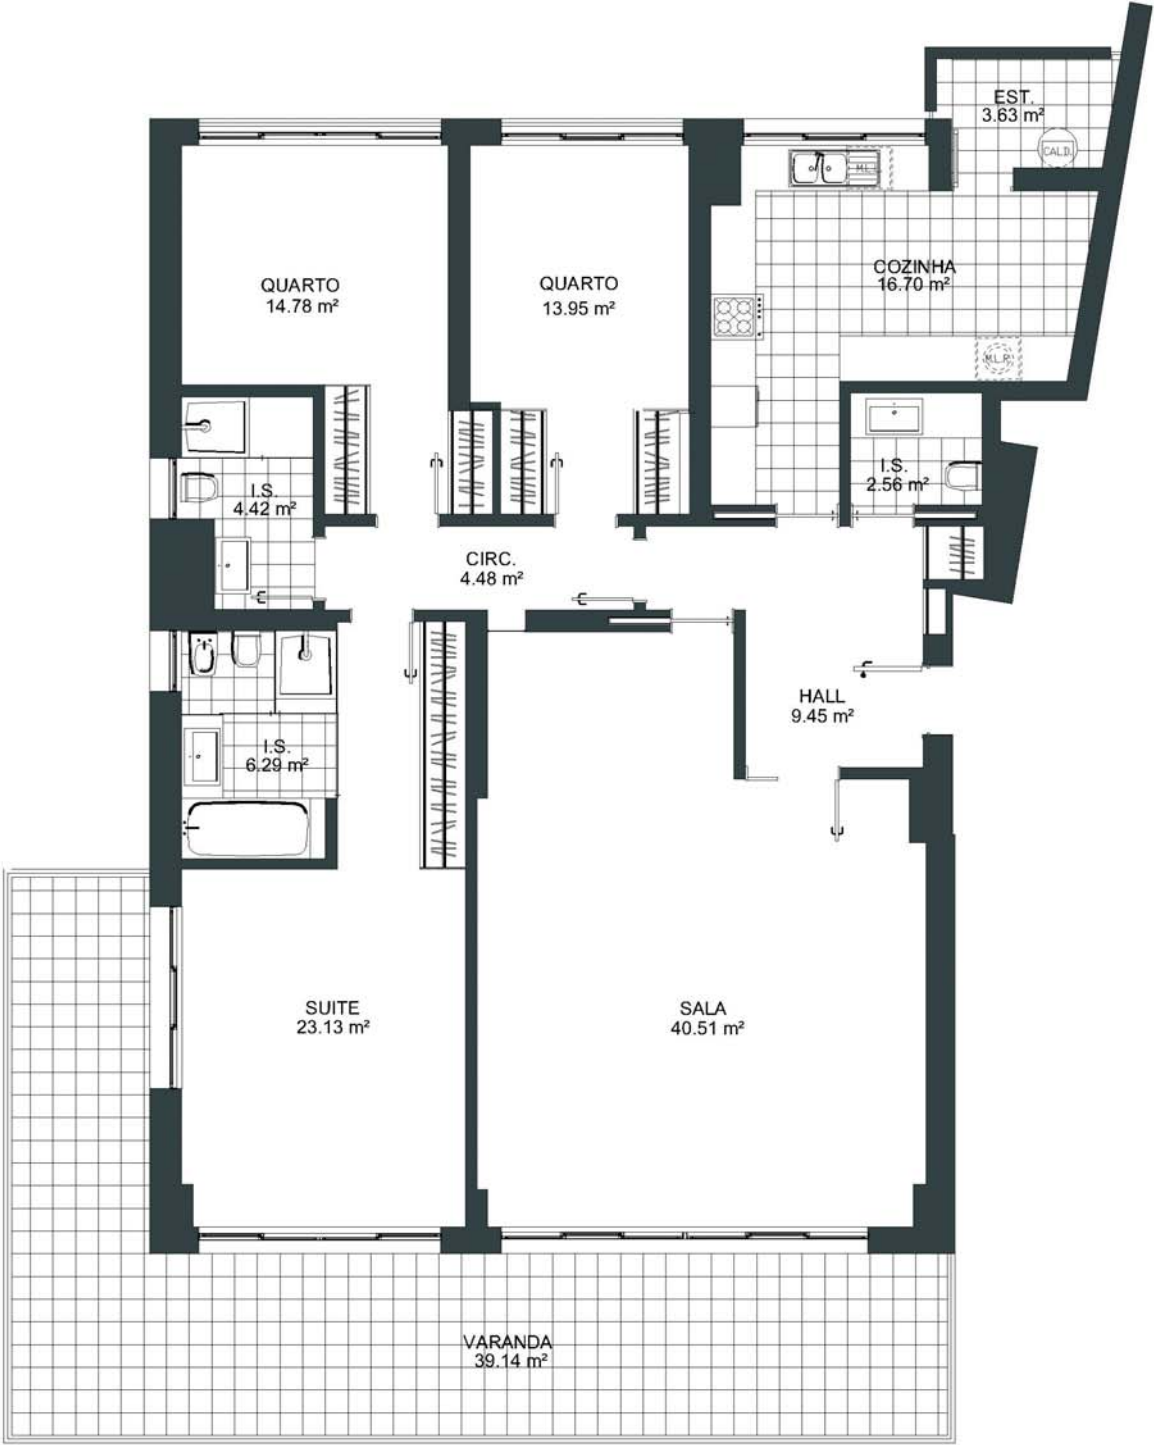 EST.
3.63 m²
CALD.
M.L.
COZINHA
16.70 m²
QUARTO
14.78 m²
QUARTO
13.95 m²
M.L.R.
I.S.
4.42 m²
I.S.
2.56 m²
CIRC.
4.48 m²
HALL
9.45 m²
I.S.
6.29 m²
SUITE
23.13 m²
SALA
40.51 m²
VARANDA
39.14 m²